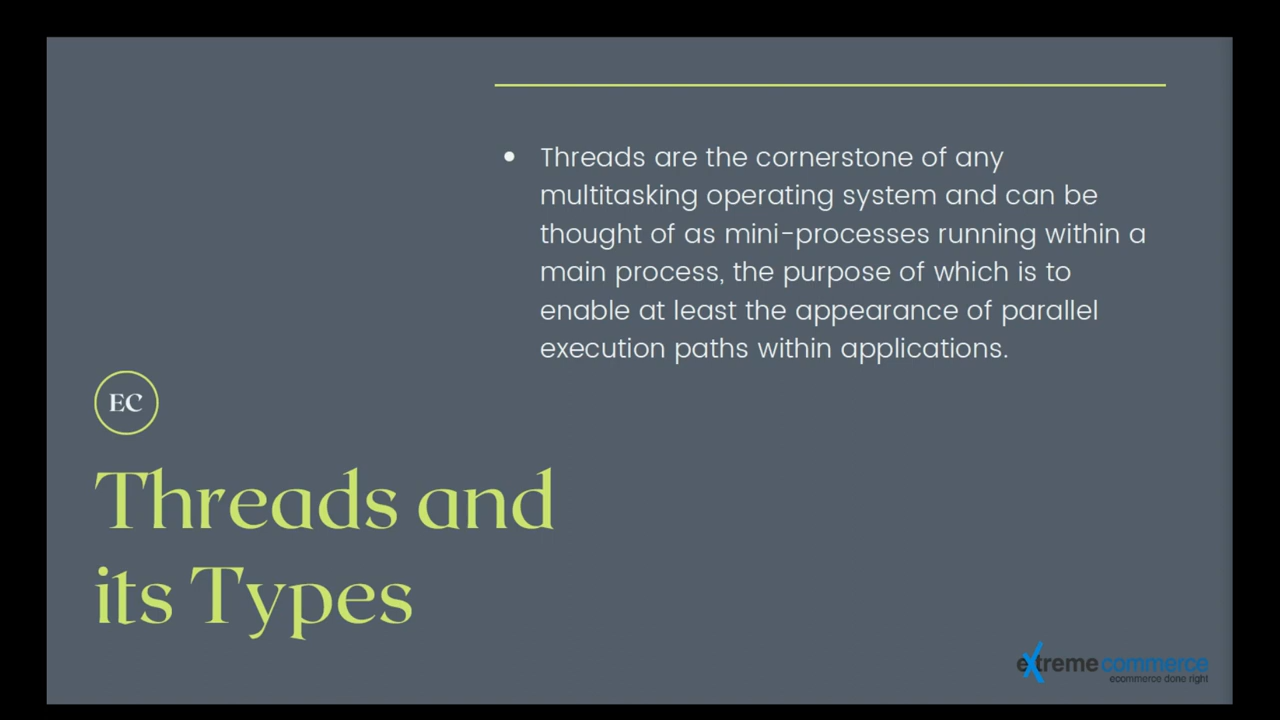 Threads are the cornerstone of any
multitasking operating system and can be
thought of as mini-processes running within a
main process, the purpose of which is to
enable at least the appearance of parallel
execution paths within applications.
EC
Threads and
its Types
extreme commerce
ecommerce done right